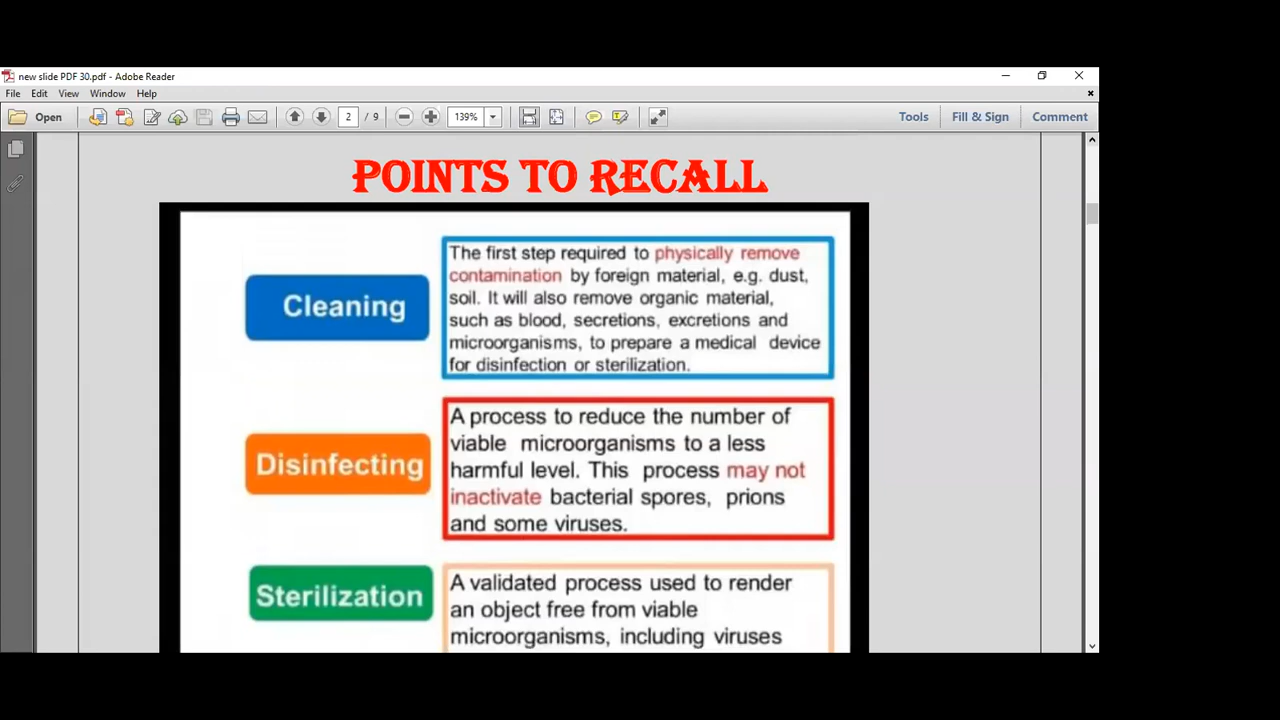 new slide PDF 30.pdf - Adobe Reader
File Edit View Window Help
Open 2 / 9 139% Tools Fill & Sign Comment
POINTS TO RECALL
Cleaning
The first step required to physically remove
contamination by foreign material, e.g. dust,
soil. It will also remove organic material,
such as blood, secretions, excretions and
microorganisms, to prepare a medical device
for disinfection or sterilization.
Disinfecting
A process to reduce the number of
viable microorganisms to a less
harmful level. This process may not
inactivate bacterial spores, prions
and some viruses.
Sterilization
A validated process used to render
an object free from viable
microorganisms, including viruses